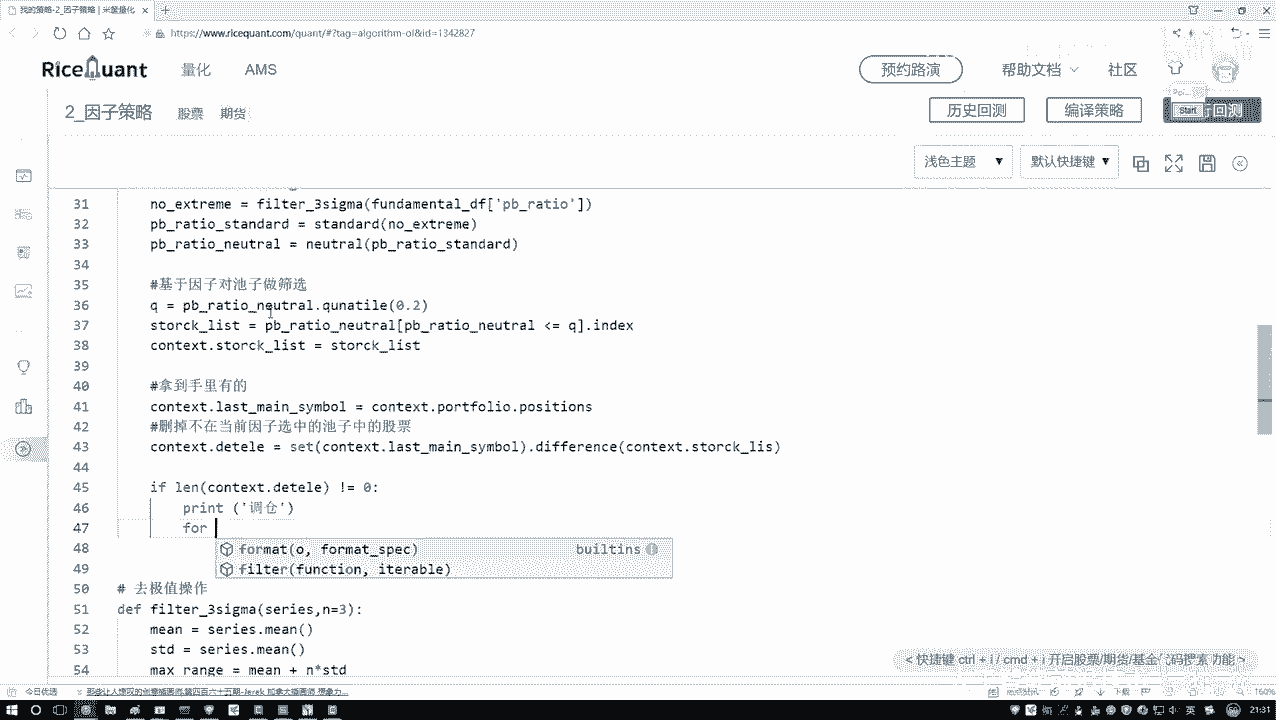 我的策略-2_因子策略 | 米筐量化
https://www.ricequant.com/quant/#?tag=algorithm-of&id=1342827
RiceQuant 量化 AMS 预约路演 帮助文档 社区
2_因子策略 股票 期货 历史回测 编译策略 Start 回测
浅色主题 默认快捷键
31 no_extreme = filter_3sigma(fundamental_df['pb_ratio'])
32 pb_ratio_standard = standard(no_extreme)
33 pb_ratio_neutral = neutral(pb_ratio_standard)
34
35 #基于因子对池子做筛选
36 q = pb_ratio_neutral.qunatile(0.2)
37 storck_list = pb_ratio_neutral[pb_ratio_neutral <= q].index
38 context.storck_list = storck_list
39
40 #拿到手里有的
41 context.last_main_symbol = context.portfolio.positions
42 #删掉不在当前因子选中的池子中的股票
43 context.detele = set(context.last_main_symbol).difference(context.storck_lis)
44
45 if len(context.detele) != 0:
46 print ('调仓')
47 for
48 format(o, format_spec) builtins
49 filter(function, iterable)
50 # 去极值操作
51 def filter_3sigma(series,n=3):
52 mean = series.mean()
53 std = series.mean()
54 max_range = mean + n*std
< 快捷键 ctrl + i / cmd + i 开启股票/期货/基金 代码搜索 功能 >
今日优选
下载 160%
英 21:31